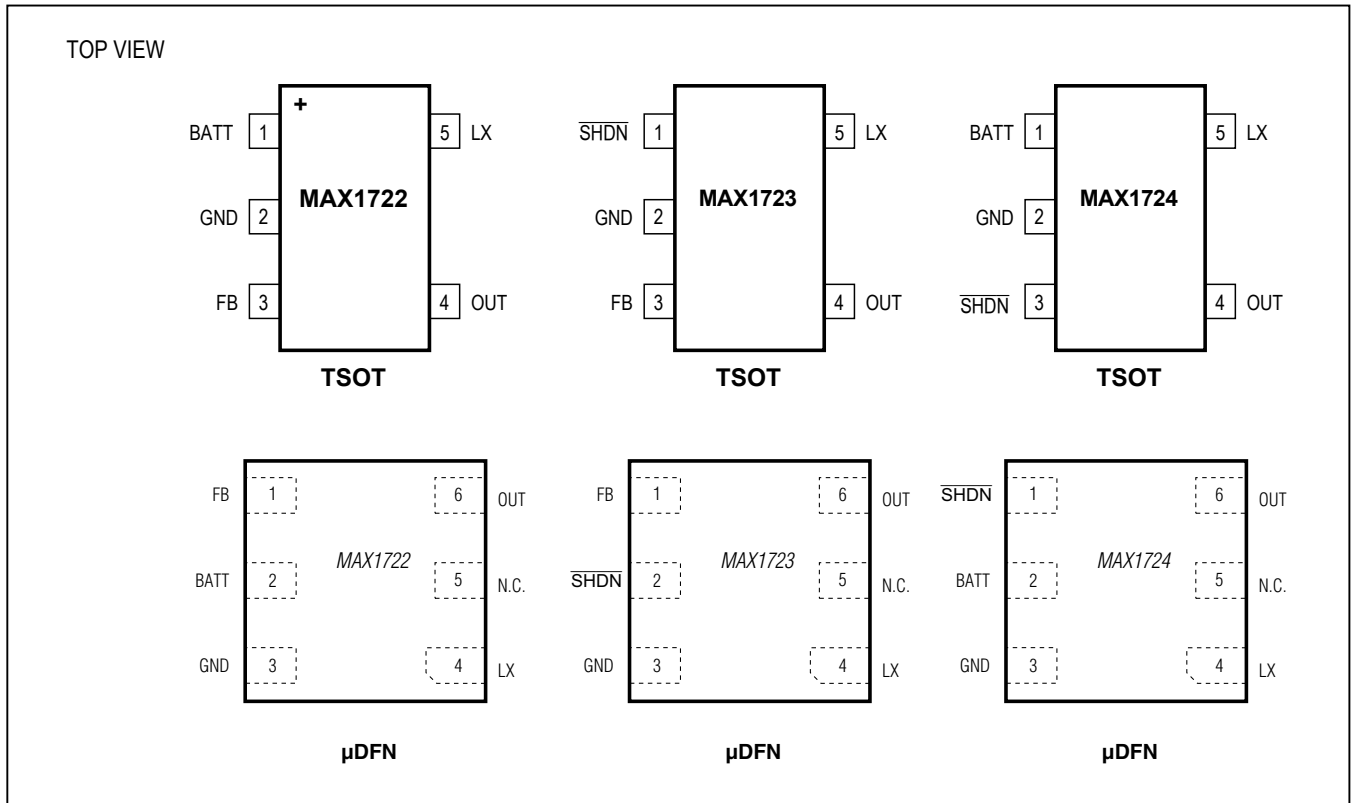 TOP VIEW
+
BATT 1 5 LX
GND 2 MAX1722
FB 3 4 OUT
TSOT
SHDN 1 5 LX
GND 2 MAX1723
FB 3 4 OUT
TSOT
BATT 1 5 LX
GND 2 MAX1724
SHDN 3 4 OUT
TSOT
FB 1 6 OUT
MAX1722
BATT 2 5 N.C.
GND 3 4 LX
µDFN
FB 1 6 OUT
MAX1723
SHDN 2 5 N.C.
GND 3 4 LX
µDFN
SHDN 1 6 OUT
MAX1724
BATT 2 5 N.C.
GND 3 4 LX
µDFN